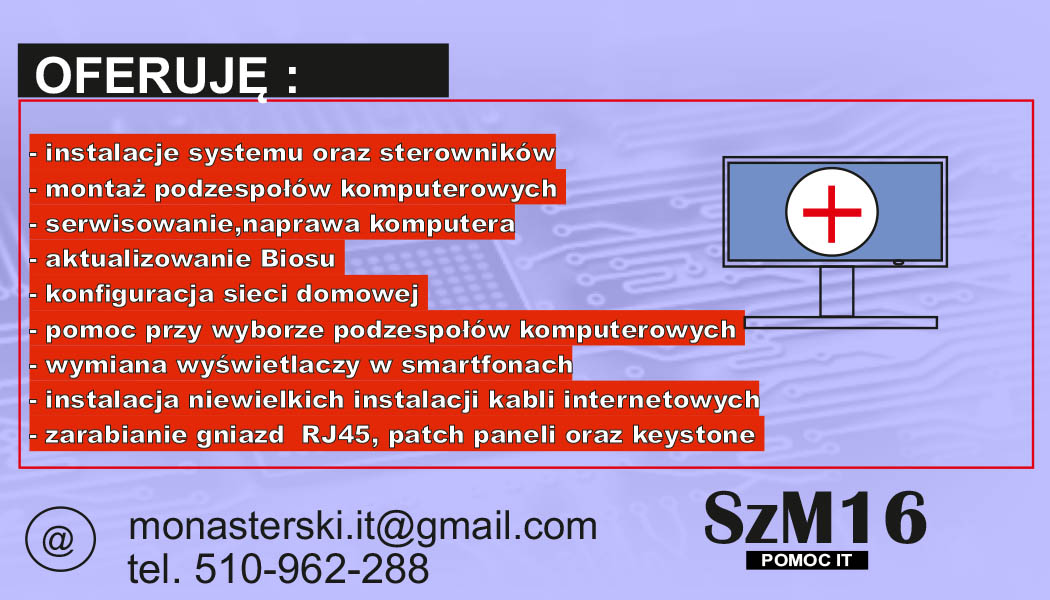 OFERUJĘ :
- instalacje systemu oraz sterowników
- montaż podzespołów komputerowych
- serwisowanie,naprawa komputera
- aktualizowanie Biosu
- konfiguracja sieci domowej
- pomoc przy wyborze podzespołów komputerowych
- wymiana wyświetlaczy w smartfonach
- instalacja niewielkich instalacji kabli internetowych
- zarabianie gniazd  RJ45, patch paneli oraz keystone
@ monasterski.it@gmail.com
tel. 510-962-288
SzM16
POMOC IT